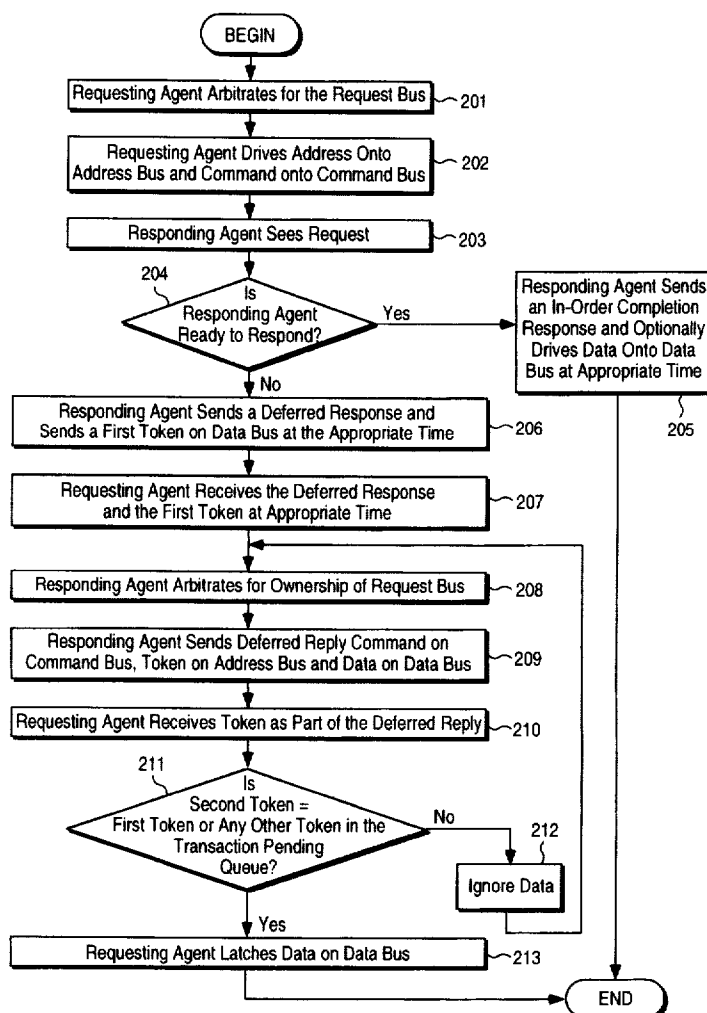 BEGIN
Requesting Agent Arbitrates for the Request Bus
201
Requesting Agent Drives Address Onto
Address Bus and Command onto Command Bus
202
Responding Agent Sees Request
203
204
Is
Responding Agent
Ready to Respond?
Yes
Responding Agent Sends
an In-Order Completion
Response and Optionally
Drives Data Onto Data
Bus at Appropriate Time
205
No
Responding Agent Sends a Deferred Response and
Sends a First Token on Data Bus at the Appropriate Time
206
Requesting Agent Receives the Deferred Response
and the First Token at Appropriate Time
207
Responding Agent Arbitrates for Ownership of Request Bus
208
Responding Agent Sends Deferred Reply Command on
Command Bus, Token on Address Bus and Data on Data Bus
209
Requesting Agent Receives Token as Part of the Deferred Reply
210
211
Is
Second Token =
First Token or Any Other Token in the
Transaction Pending
Queue?
No
212
Ignore Data
Yes
Requesting Agent Latches Data on Data Bus
213
END